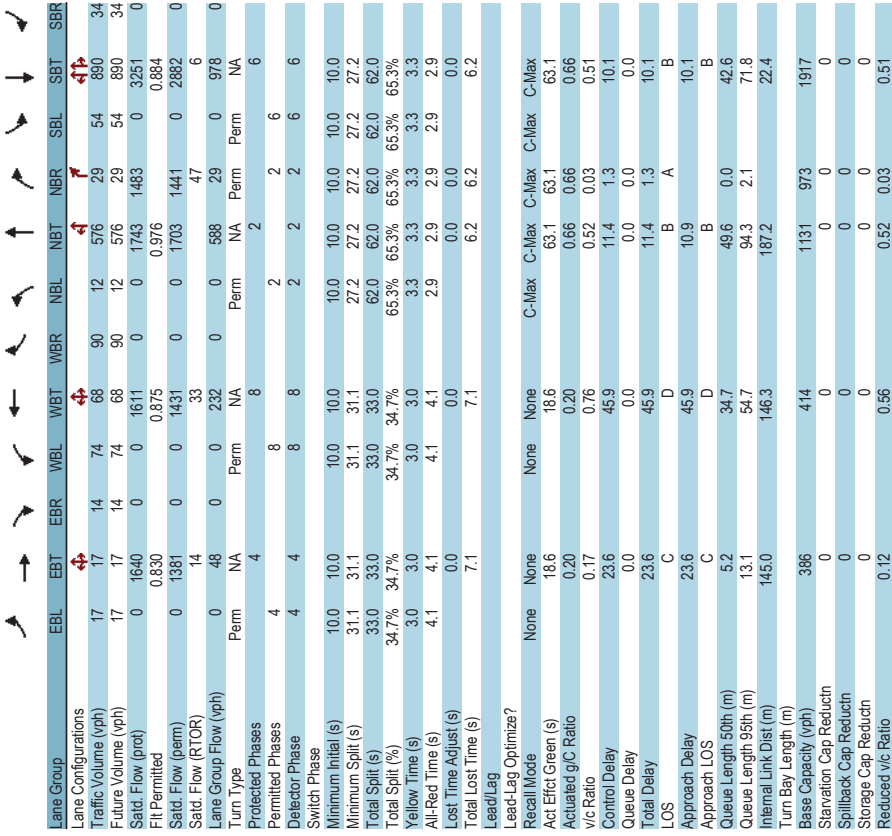 Lane Group EBL EBT EBR WBL WBT WBR NBL NBT NBR SBL SBT SBR
Lane Configurations
Traffic Volume (vph) 17 17 14 74 68 90 12 576 29 54 890 34
Future Volume (vph) 17 17 14 74 68 90 12 576 29 54 890 34
Satd. Flow (prot) 0 1640 0 0 1611 0 0 1743 1483 0 3251 0
Flt Permitted 0.830 0.875 0.976 0.884
Satd. Flow (perm) 0 1381 0 0 1431 0 0 1703 1441 0 2882 0
Satd. Flow (RTOR) 14 33 47 6
Lane Group Flow (vph) 0 48 0 0 232 0 0 588 29 0 978 0
Turn Type Perm NA Perm NA Perm NA Perm Perm NA
Protected Phases 4 8 2 6
Permitted Phases 4 8 2 2 6
Detector Phase 4 4 8 8 2 2 2 6 6
Switch Phase
Minimum Initial (s) 10.0 10.0 10.0 10.0 10.0 10.0 10.0 10.0 10.0
Minimum Split (s) 31.1 31.1 31.1 31.1 27.2 27.2 27.2 27.2 27.2
Total Split (s) 33.0 33.0 33.0 33.0 62.0 62.0 62.0 62.0 62.0
Total Split (%) 34.7% 34.7% 34.7% 34.7% 65.3% 65.3% 65.3% 65.3% 65.3%
Yellow Time (s) 3.0 3.0 3.0 3.0 3.3 3.3 3.3 3.3 3.3
All-Red Time (s) 4.1 4.1 4.1 4.1 2.9 2.9 2.9 2.9 2.9
Lost Time Adjust (s) 0.0 0.0 0.0 0.0 0.0
Total Lost Time (s) 7.1 7.1 6.2 6.2 6.2
Lead/Lag
Lead-Lag Optimize?
Recall Mode None None None None C-Max C-Max C-Max C-Max C-Max
Act Effct Green (s) 18.6 18.6 63.1 63.1 63.1
Actuated g/C Ratio 0.20 0.20 0.66 0.66 0.66
v/c Ratio 0.17 0.76 0.52 0.03 0.51
Control Delay 23.6 45.9 11.4 1.3 10.1
Queue Delay 0.0 0.0 0.0 0.0 0.0
Total Delay 23.6 45.9 11.4 1.3 10.1
LOS C D B A B
Approach Delay 23.6 45.9 10.9 10.1
Approach LOS C D B B
Queue Length 50th (m) 5.2 34.7 49.6 0.0 42.6
Queue Length 95th (m) 13.1 54.7 94.3 2.1 71.8
Internal Link Dist (m) 145.0 146.3 187.2 22.4
Turn Bay Length (m)
Base Capacity (vph) 386 414 1131 973 1917
Starvation Cap Reductn 0 0 0 0 0
Spillback Cap Reductn 0 0 0 0 0
Storage Cap Reductn 0 0 0 0 0
Reduced v/c Ratio 0.12 0.56 0.52 0.03 0.51